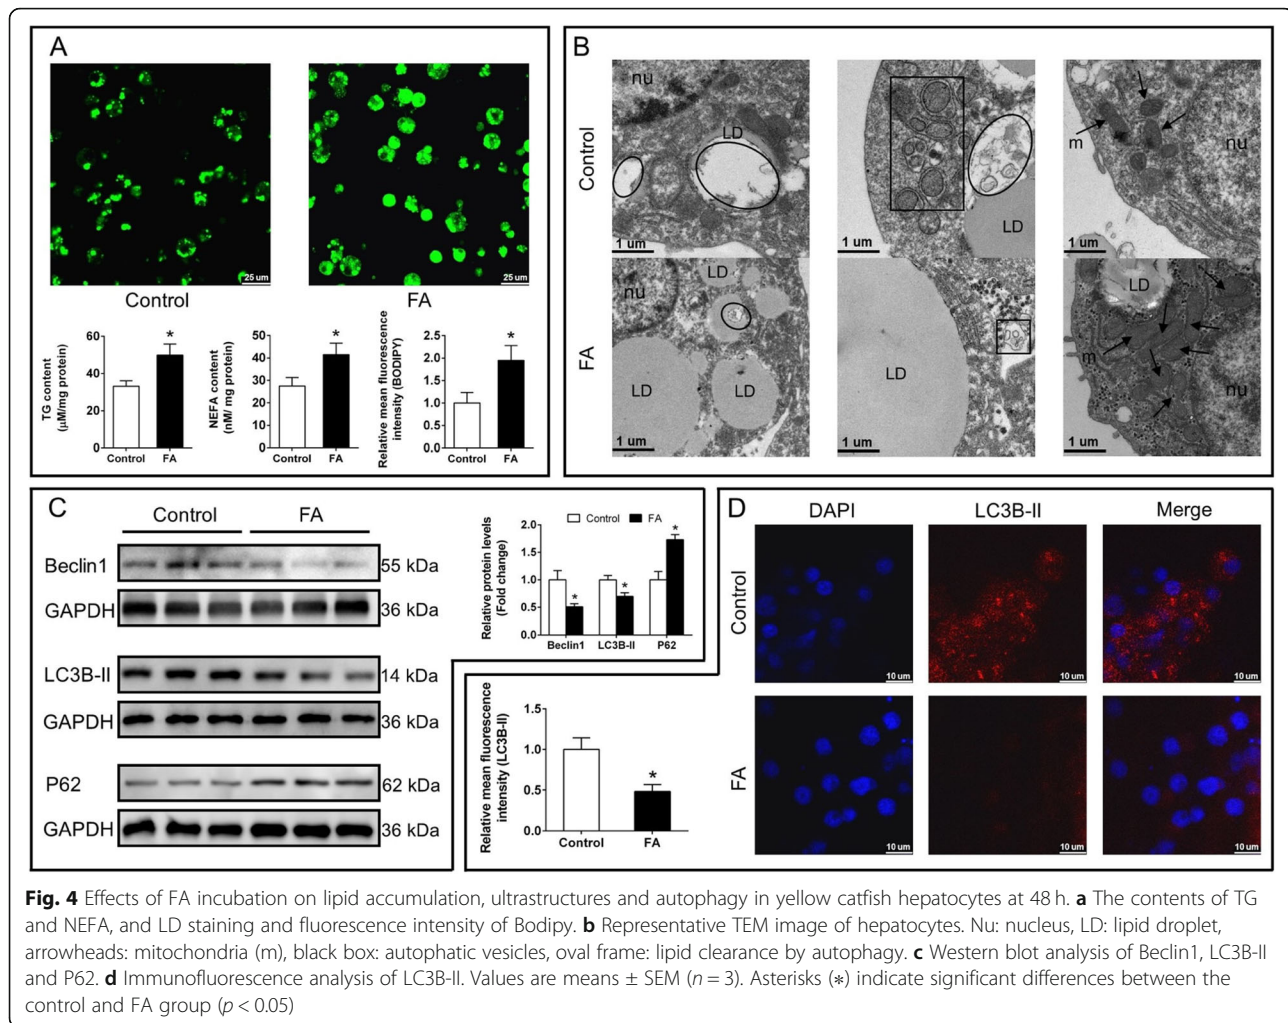 A
25 um
25 um
Control
FA
TG content
(μM/mg protein)
60
40
20
0
*
Control
FA
NEFA content
(nM/ mg protein)
50
40
30
20
10
0
*
Control
FA
Relative mean fluorescence
intensity (BODIPY)
2.5
2.0
1.5
1.0
0.5
0.0
*
Control
FA
B
Control
nu
LD
1 um
LD
1 um
m
nu
1 um
FA
nu
LD
LD
LD
1 um
LD
1 um
LD
m
nu
1 um
C
Control
FA
Beclin1
55 kDa
GAPDH
36 kDa
LC3B-II
14 kDa
GAPDH
36 kDa
P62
62 kDa
GAPDH
36 kDa
Control
FA
Relative protein levels
(Fold change)
2.0
1.5
1.0
0.5
0.0
*
*
*
Beclin1
LC3B-II
P62
Relative mean fluorescence
intensity (LC3B-II)
1.5
1.0
0.5
0.0
*
Control
FA
D
DAPI
LC3B-II
Merge
Control
10 um
10 um
10 um
FA
10 um
10 um
10 um
Fig. 4 Effects of FA incubation on lipid accumulation, ultrastructures and autophagy in yellow catfish hepatocytes at 48 h. a The contents of TG
and NEFA, and LD staining and fluorescence intensity of Bodipy. b Representative TEM image of hepatocytes. Nu: nucleus, LD: lipid droplet,
arrowheads: mitochondria (m), black box: autophatic vesicles, oval frame: lipid clearance by autophagy. c Western blot analysis of Beclin1, LC3B-II
and P62. d Immunofluorescence analysis of LC3B-II. Values are means ± SEM (n = 3). Asterisks (∗) indicate significant differences between the
control and FA group (p < 0.05)